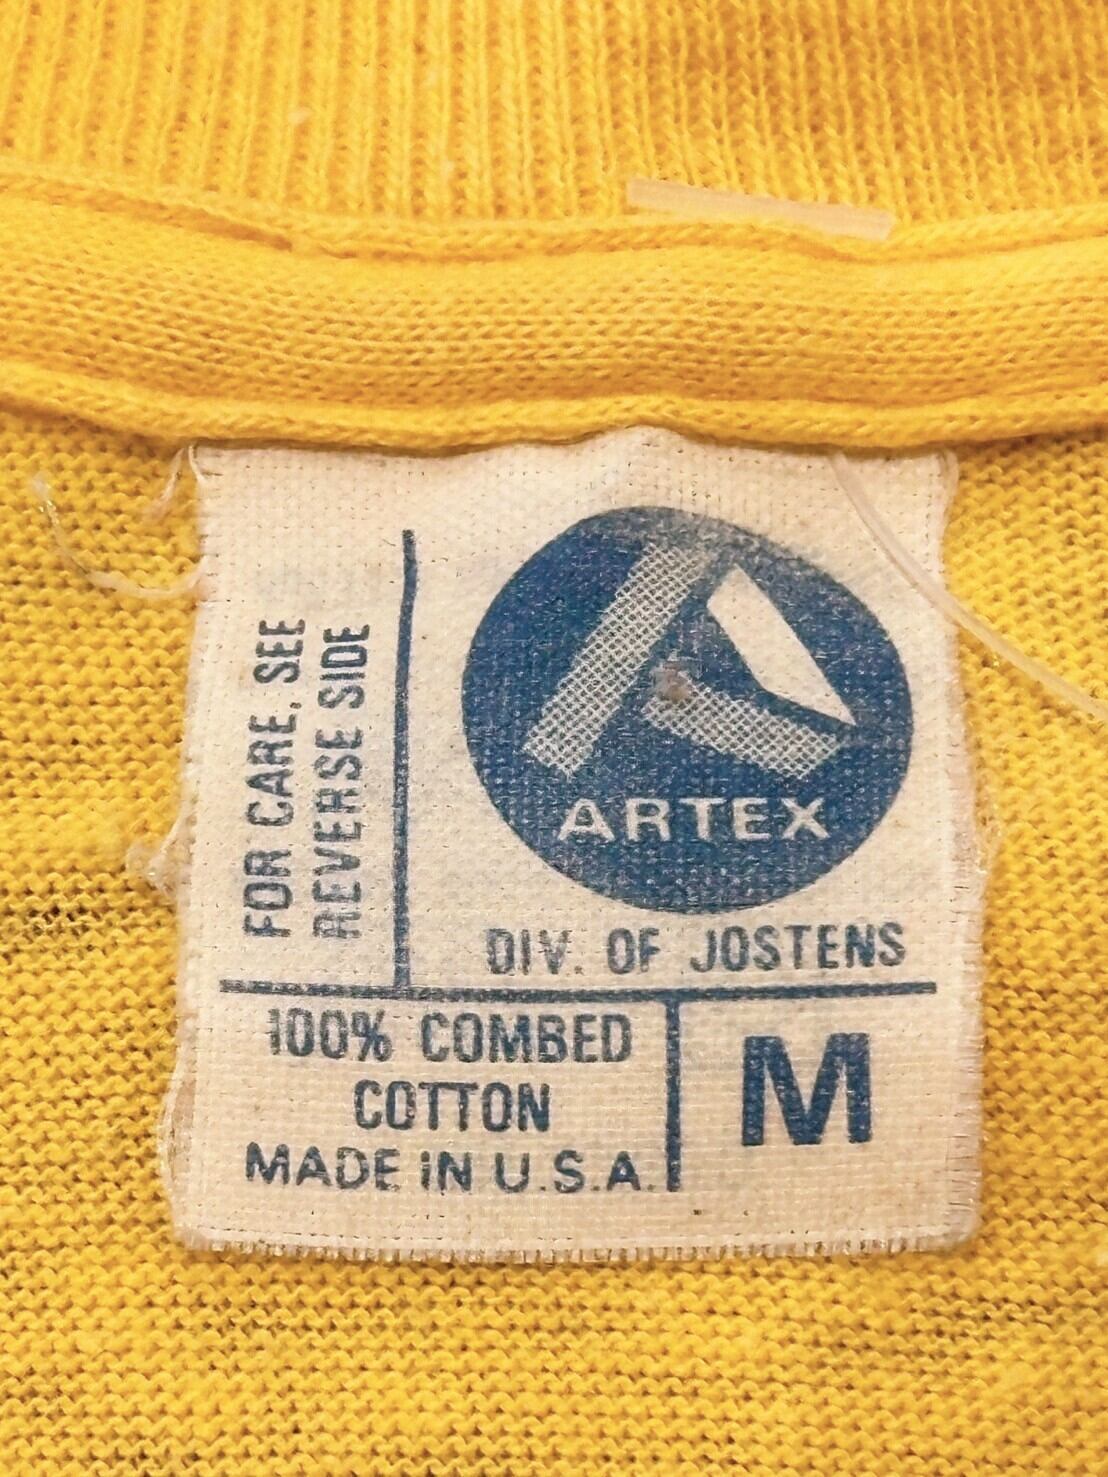 FOR CARE, SEE
REVERSE SIDE
ARTEX
DIV. OF JOSTENS
100% COMBED
COTTON
MADE IN U.S.A.
M